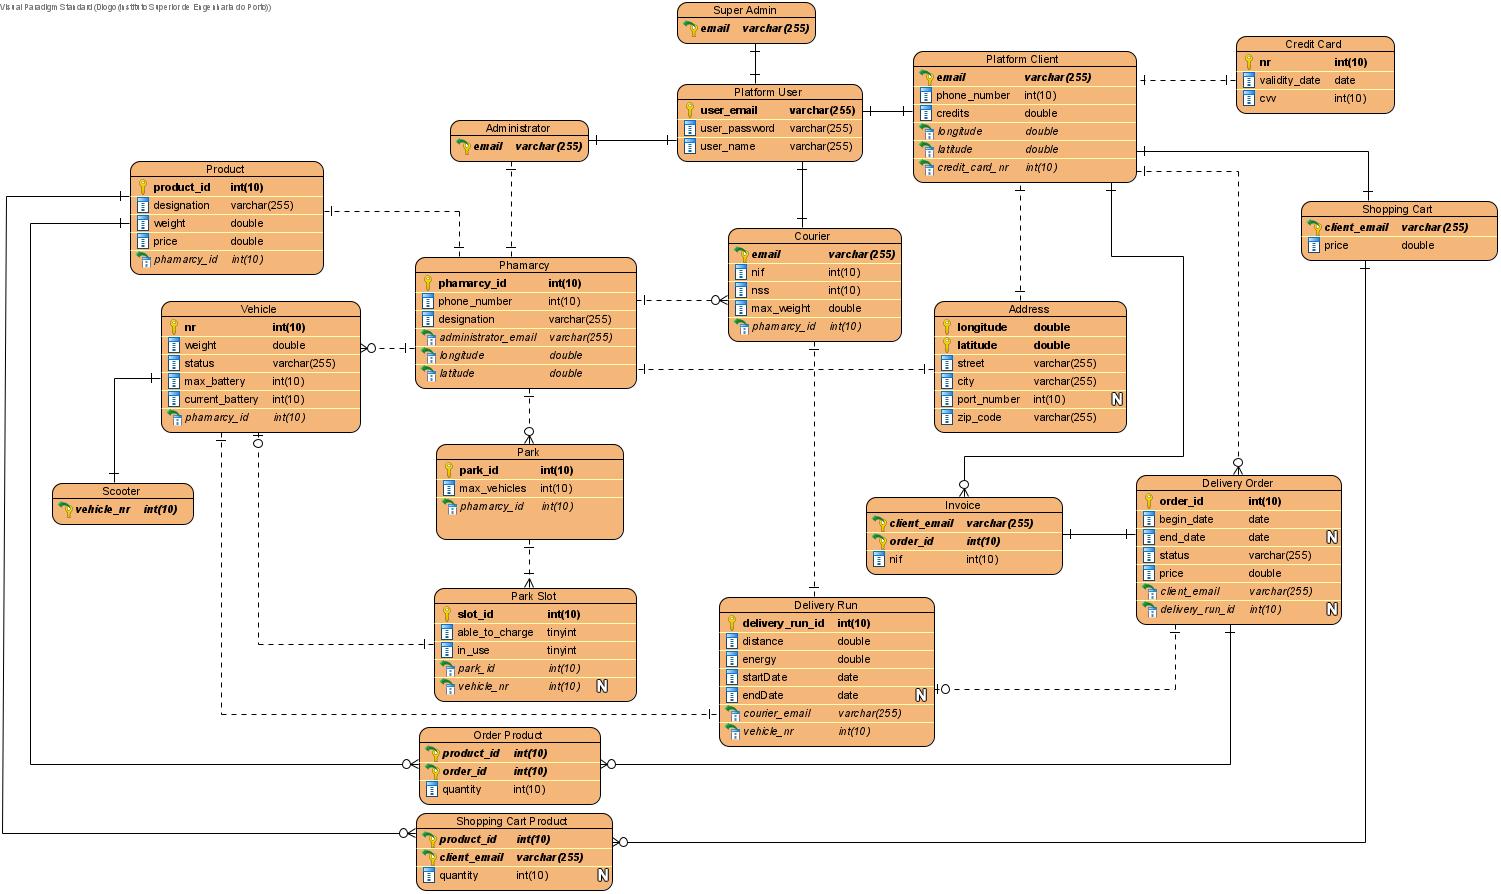 Visual Paradigm Standard (Diogo (Instituto Superior de Engenharia do Porto))
Super Admin
email varchar(255)
Platform User
user_email varchar(255)
user_password varchar(255)
user_name varchar(255)
Platform Client
email varchar(255)
phone_number int(10)
credits double
longitude double
latitude double
credit_card_nr int(10)
Credit Card
nr int(10)
validity_date date
cvv int(10)
Administrator
email varchar(255)
Product
product_id int(10)
designation varchar(255)
weight double
price double
phamarcy_id int(10)
Shopping Cart
client_email varchar(255)
price double
Courier
email varchar(255)
nif int(10)
nss int(10)
max_weight double
phamarcy_id int(10)
Phamarcy
phamarcy_id int(10)
phone_number int(10)
designation varchar(255)
administrator_email varchar(255)
longitude double
latitude double
Vehicle
nr int(10)
weight double
status varchar(255)
max_battery int(10)
current_battery int(10)
phamarcy_id int(10)
Address
longitude double
latitude double
street varchar(255)
city varchar(255)
port_number int(10) N
zip_code varchar(255)
Park
park_id int(10)
max_vehicles int(10)
phamarcy_id int(10)
Scooter
vehicle_nr int(10)
Invoice
client_email varchar(255)
order_id int(10)
nif int(10)
Delivery Order
order_id int(10)
begin_date date
end_date date N
status varchar(255)
price double
client_email varchar(255)
delivery_run_id int(10) N
Park Slot
slot_id int(10)
able_to_charge tinyint
in_use tinyint
park_id int(10)
vehicle_nr int(10) N
Delivery Run
delivery_run_id int(10)
distance double
energy double
startDate date
endDate date N
courier_email varchar(255)
vehicle_nr int(10)
Order Product
product_id int(10)
order_id int(10)
quantity int(10)
Shopping Cart Product
product_id int(10)
client_email varchar(255)
quantity int(10) N